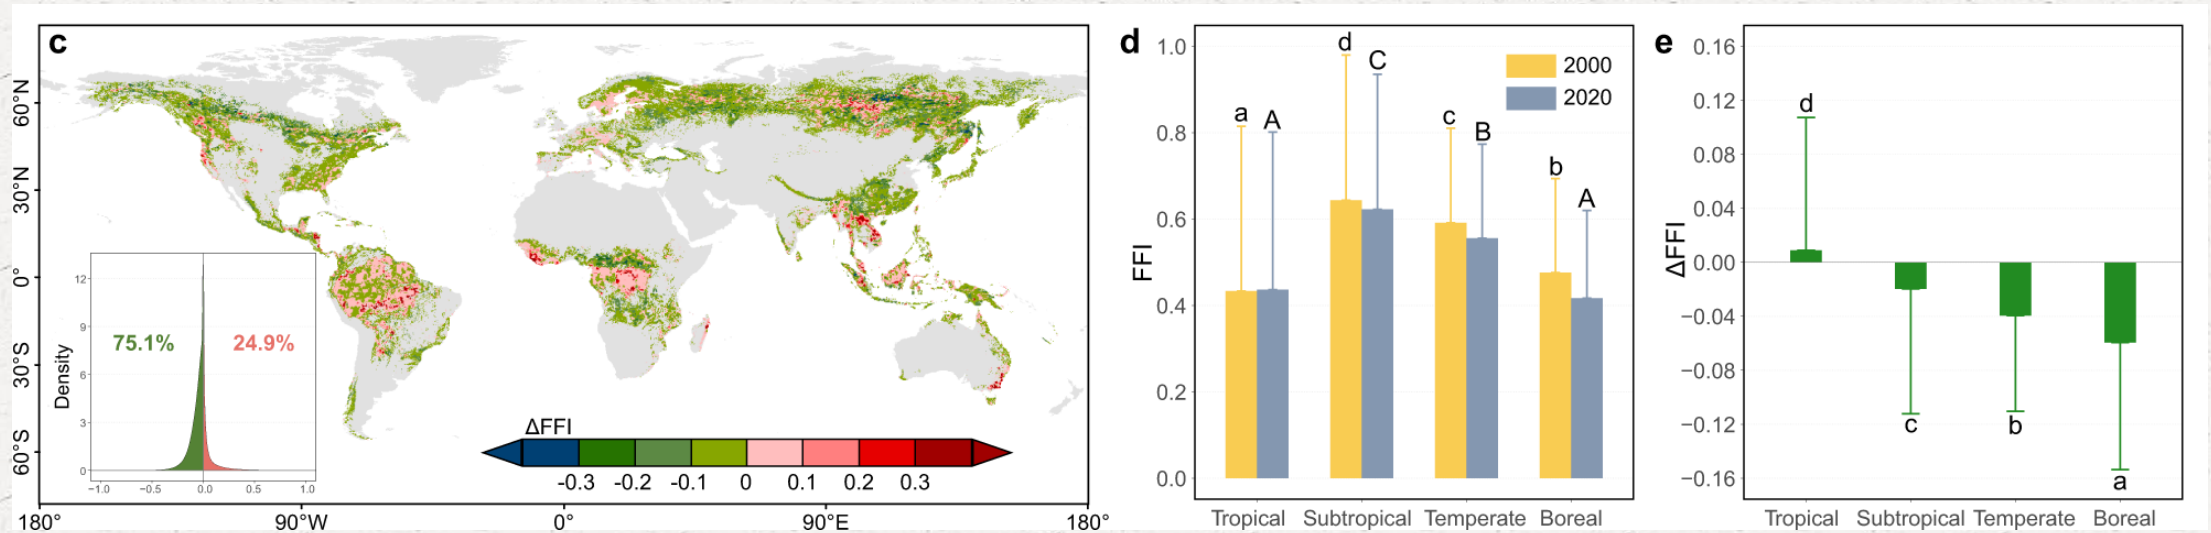 c
60°N
30°N
0°
30°S
60°S
180°
90°W
0°
90°E
180°
Density
12
9
6
3
0
−1.0
−0.5
0.0
0.5
1.0
75.1%
24.9%
ΔFFI
-0.3
-0.2
-0.1
0
0.1
0.2
0.3
d
FFI
1.0
0.8
0.6
0.4
0.2
0.0
2000
2020
a
A
d
C
c
B
b
A
Tropical
Subtropical
Temperate
Boreal
e
ΔFFI
0.16
0.12
0.08
0.04
0.00
−0.04
−0.08
−0.12
−0.16
d
c
b
a
Tropical
Subtropical
Temperate
Boreal